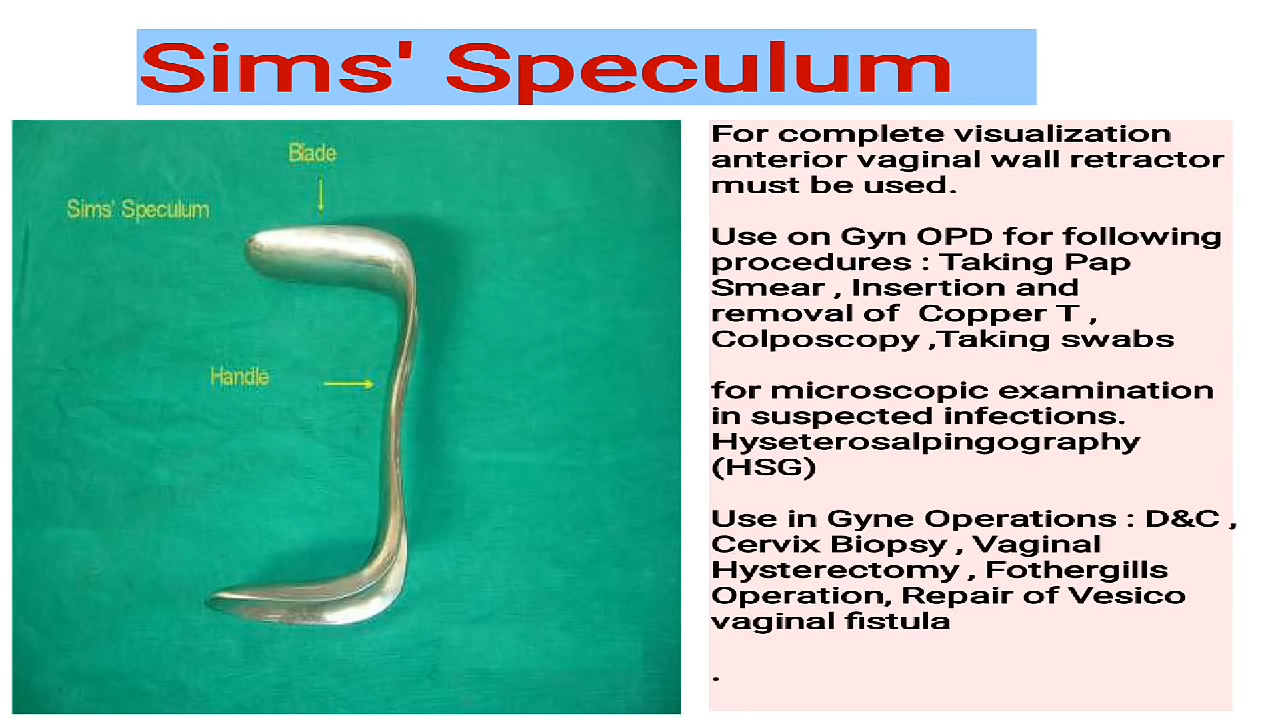 Sims' Speculum
Blade
Sims' Speculum
Handle
For complete visualization
anterior vaginal wall retractor
must be used.
Use on Gyn OPD for following
procedures : Taking Pap
Smear , Insertion and
removal of  Copper T ,
Colposcopy ,Taking swabs
for microscopic examination
in suspected infections.
Hyseterosalpingography
(HSG)
Use in Gyne Operations : D&C ,
Cervix Biopsy , Vaginal
Hysterectomy , Fothergills
Operation, Repair of Vesico
vaginal fistula
.